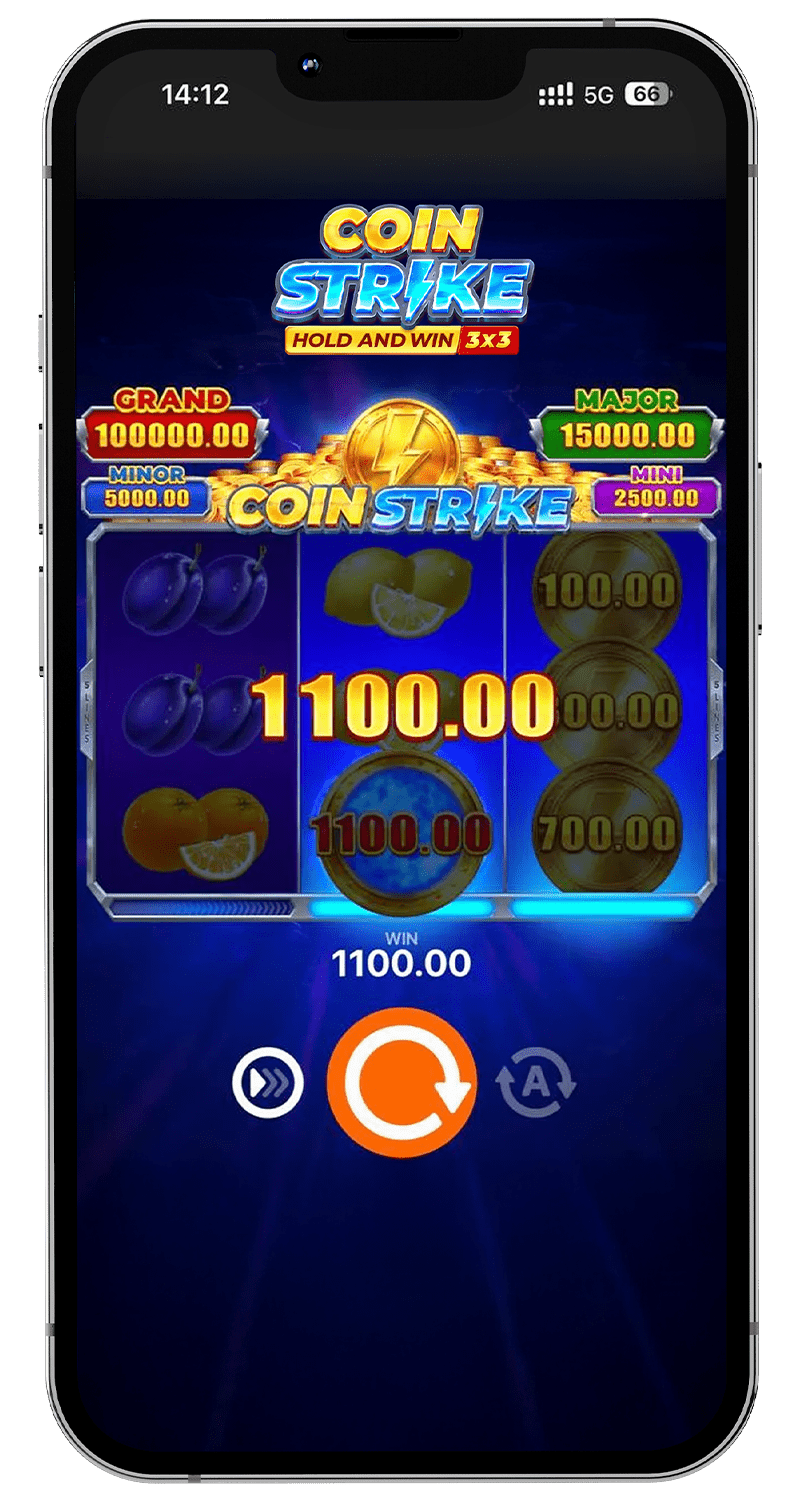 14:12
5G 66
COIN
STRIKE
HOLD AND WIN 3x3
GRAND
100000.00
MAJOR
15000.00
MINOR
5000.00
MINI
2500.00
COIN STRIKE
100.00
5 LINES
1100.00
00.00
5 LINES
1100.00
700.00
WIN
1100.00
A